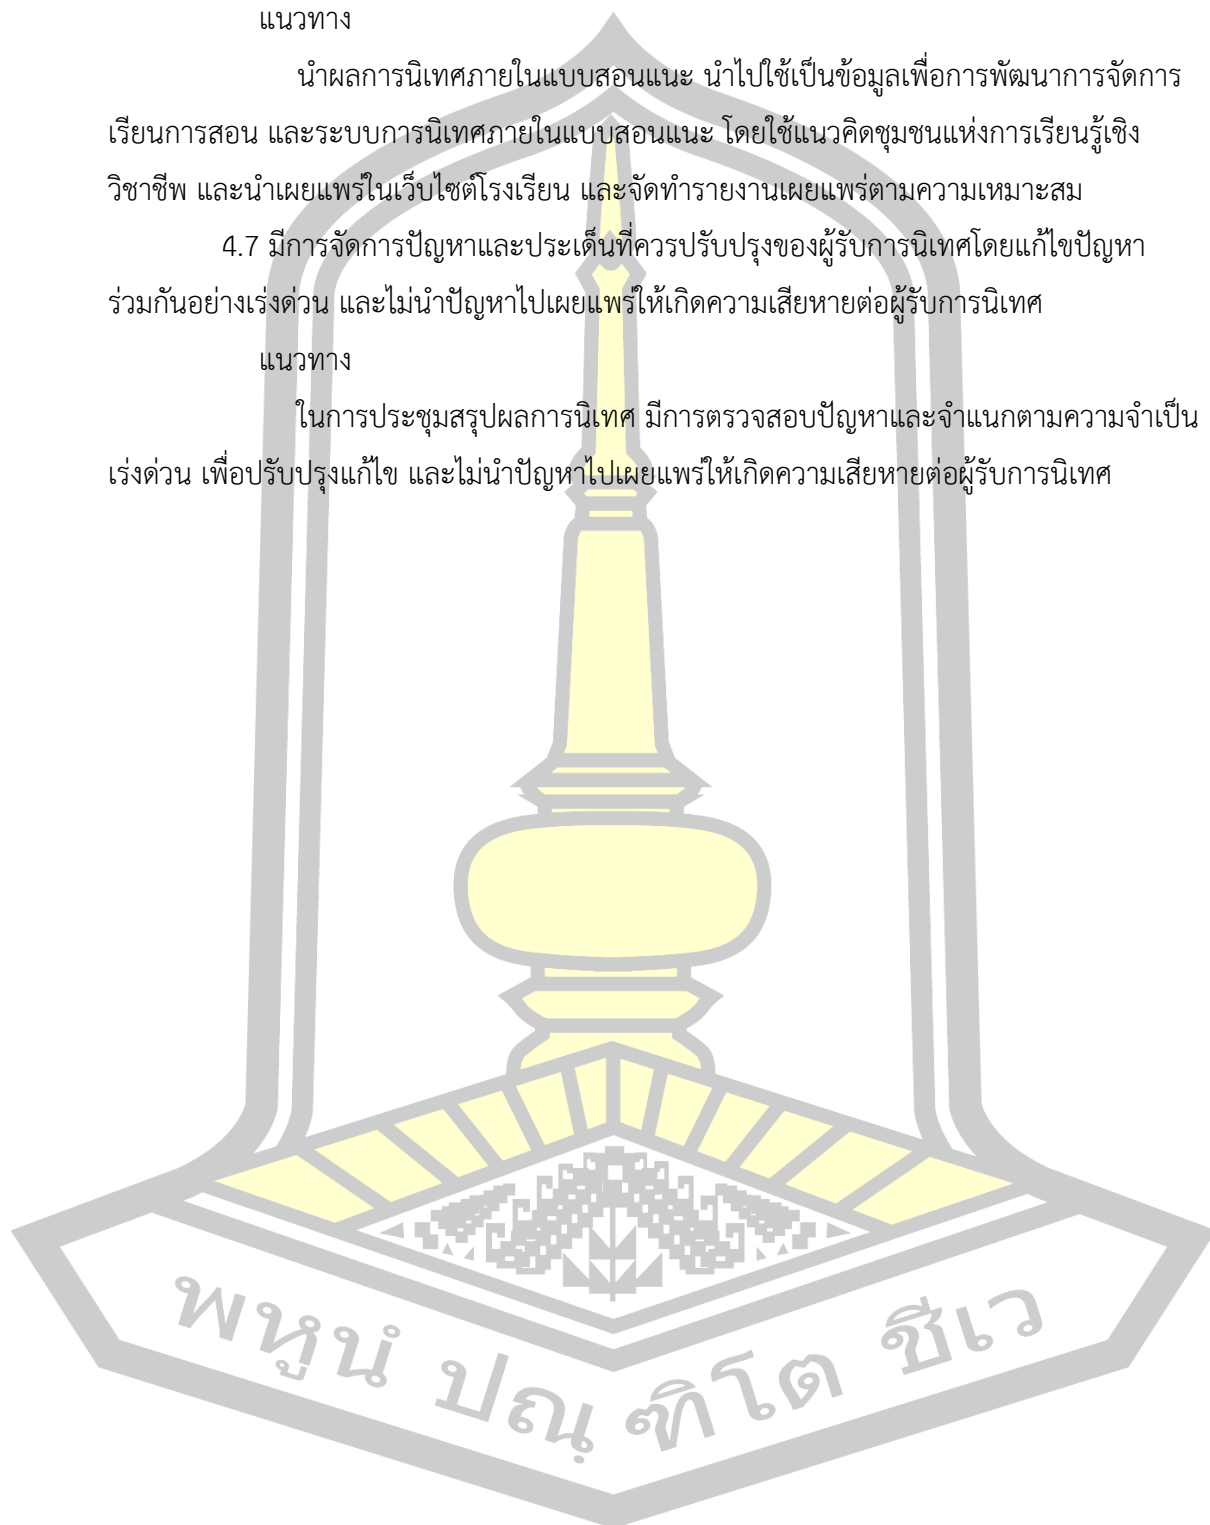 แนวทาง
นำผลการนิเทศภายในแบบสอนแนะ นำไปใช้เป็นข้อมูลเพื่อการพัฒนาการจัดการ
เรียนการสอน และระบบการนิเทศภายในแบบสอนแนะ โดยใช้แนวคิดชุมชนแห่งการเรียนรู้เชิง
วิชาชีพ และนำเผยแพร่ในเว็บไซต์โรงเรียน และจัดทำรายงานเผยแพร่ตามความเหมาะสม
4.7 มีการจัดการปัญหาและประเด็นที่ควรปรับปรุงของผู้รับการนิเทศโดยแก้ไขปัญหา
ร่วมกันอย่างเร่งด่วน และไม่นำปัญหาไปเผยแพร่ให้เกิดความเสียหายต่อผู้รับการนิเทศ
แนวทาง
ในการประชุมสรุปผลการนิเทศ มีการตรวจสอบปัญหาและจำแนกตามความจำเป็น
เร่งด่วน เพื่อปรับปรุงแก้ไข และไม่นำปัญหาไปเผยแพร่ให้เกิดความเสียหายต่อผู้รับการนิเทศ
พหูนํ ปณฺฑิโต ชีเว